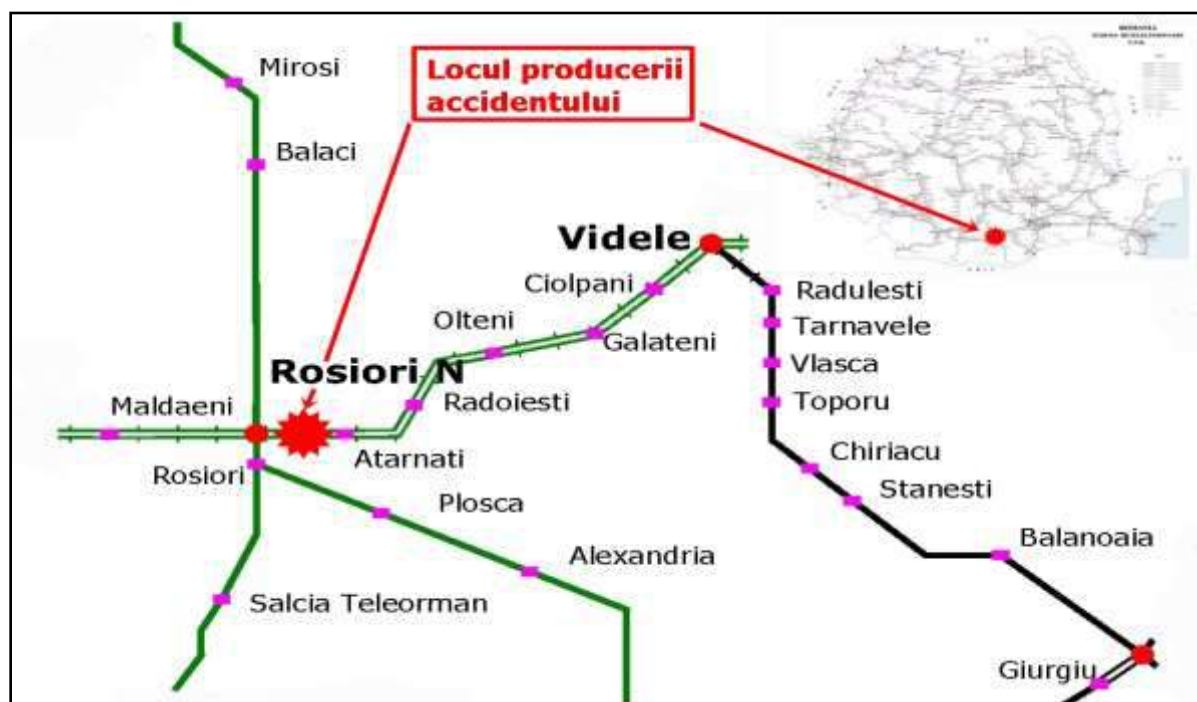 Mirosi
Locul producerii
accidentului
Balaci
Videle
Ciolpani
Radulesti
Olteni
Tarnavele
Galateni
Rosiori N
Vlasca
Maldaeni
Radoiesti
Toporu
Atarnati
Chiriacu
Rosiori
Stanesti
Plosca
Balanoaia
Alexandria
Salcia Teleorman
Giurgiu